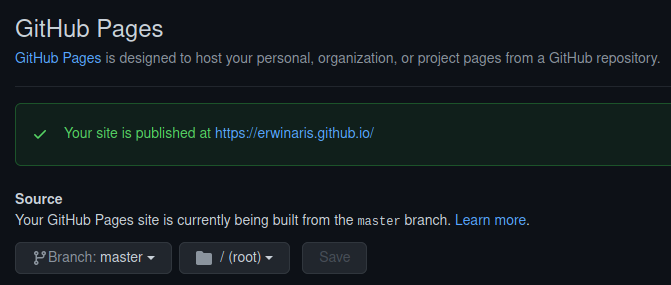 GitHub Pages
GitHub Pages is designed to host your personal, organization, or project pages from a GitHub repository.
Your site is published at https://erwinaris.github.io/
Source
Your GitHub Pages site is currently being built from the master branch. Learn more.
Branch: master / (root) Save